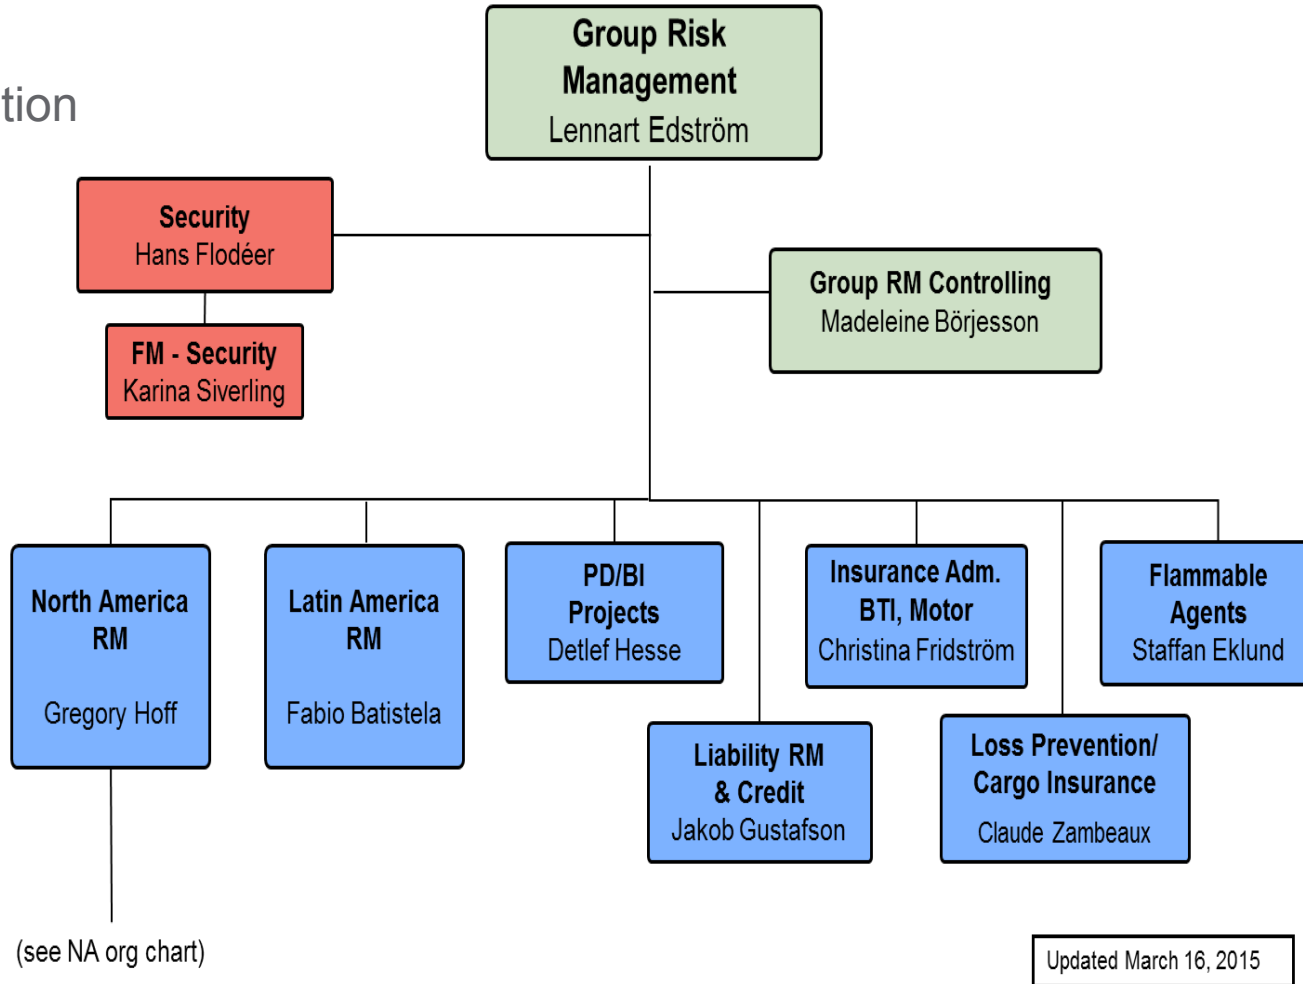 Group Risk
Management
Lennart Edström
tion
Security
Hans Flodéer
Group RM Controlling
Madeleine Börjesson
FM - Security
Karina Siverling
North America
RM
Gregory Hoff
Latin America
RM
Fabio Batistela
PD/BI
Projects
Detlef Hesse
Liability RM
& Credit
Jakob Gustafson
Insurance Adm.
BTI, Motor
Christina Fridström
Loss Prevention/
Cargo Insurance
Claude Zambeaux
Flammable
Agents
Staffan Eklund
(see NA org chart)
Updated March 16, 2015